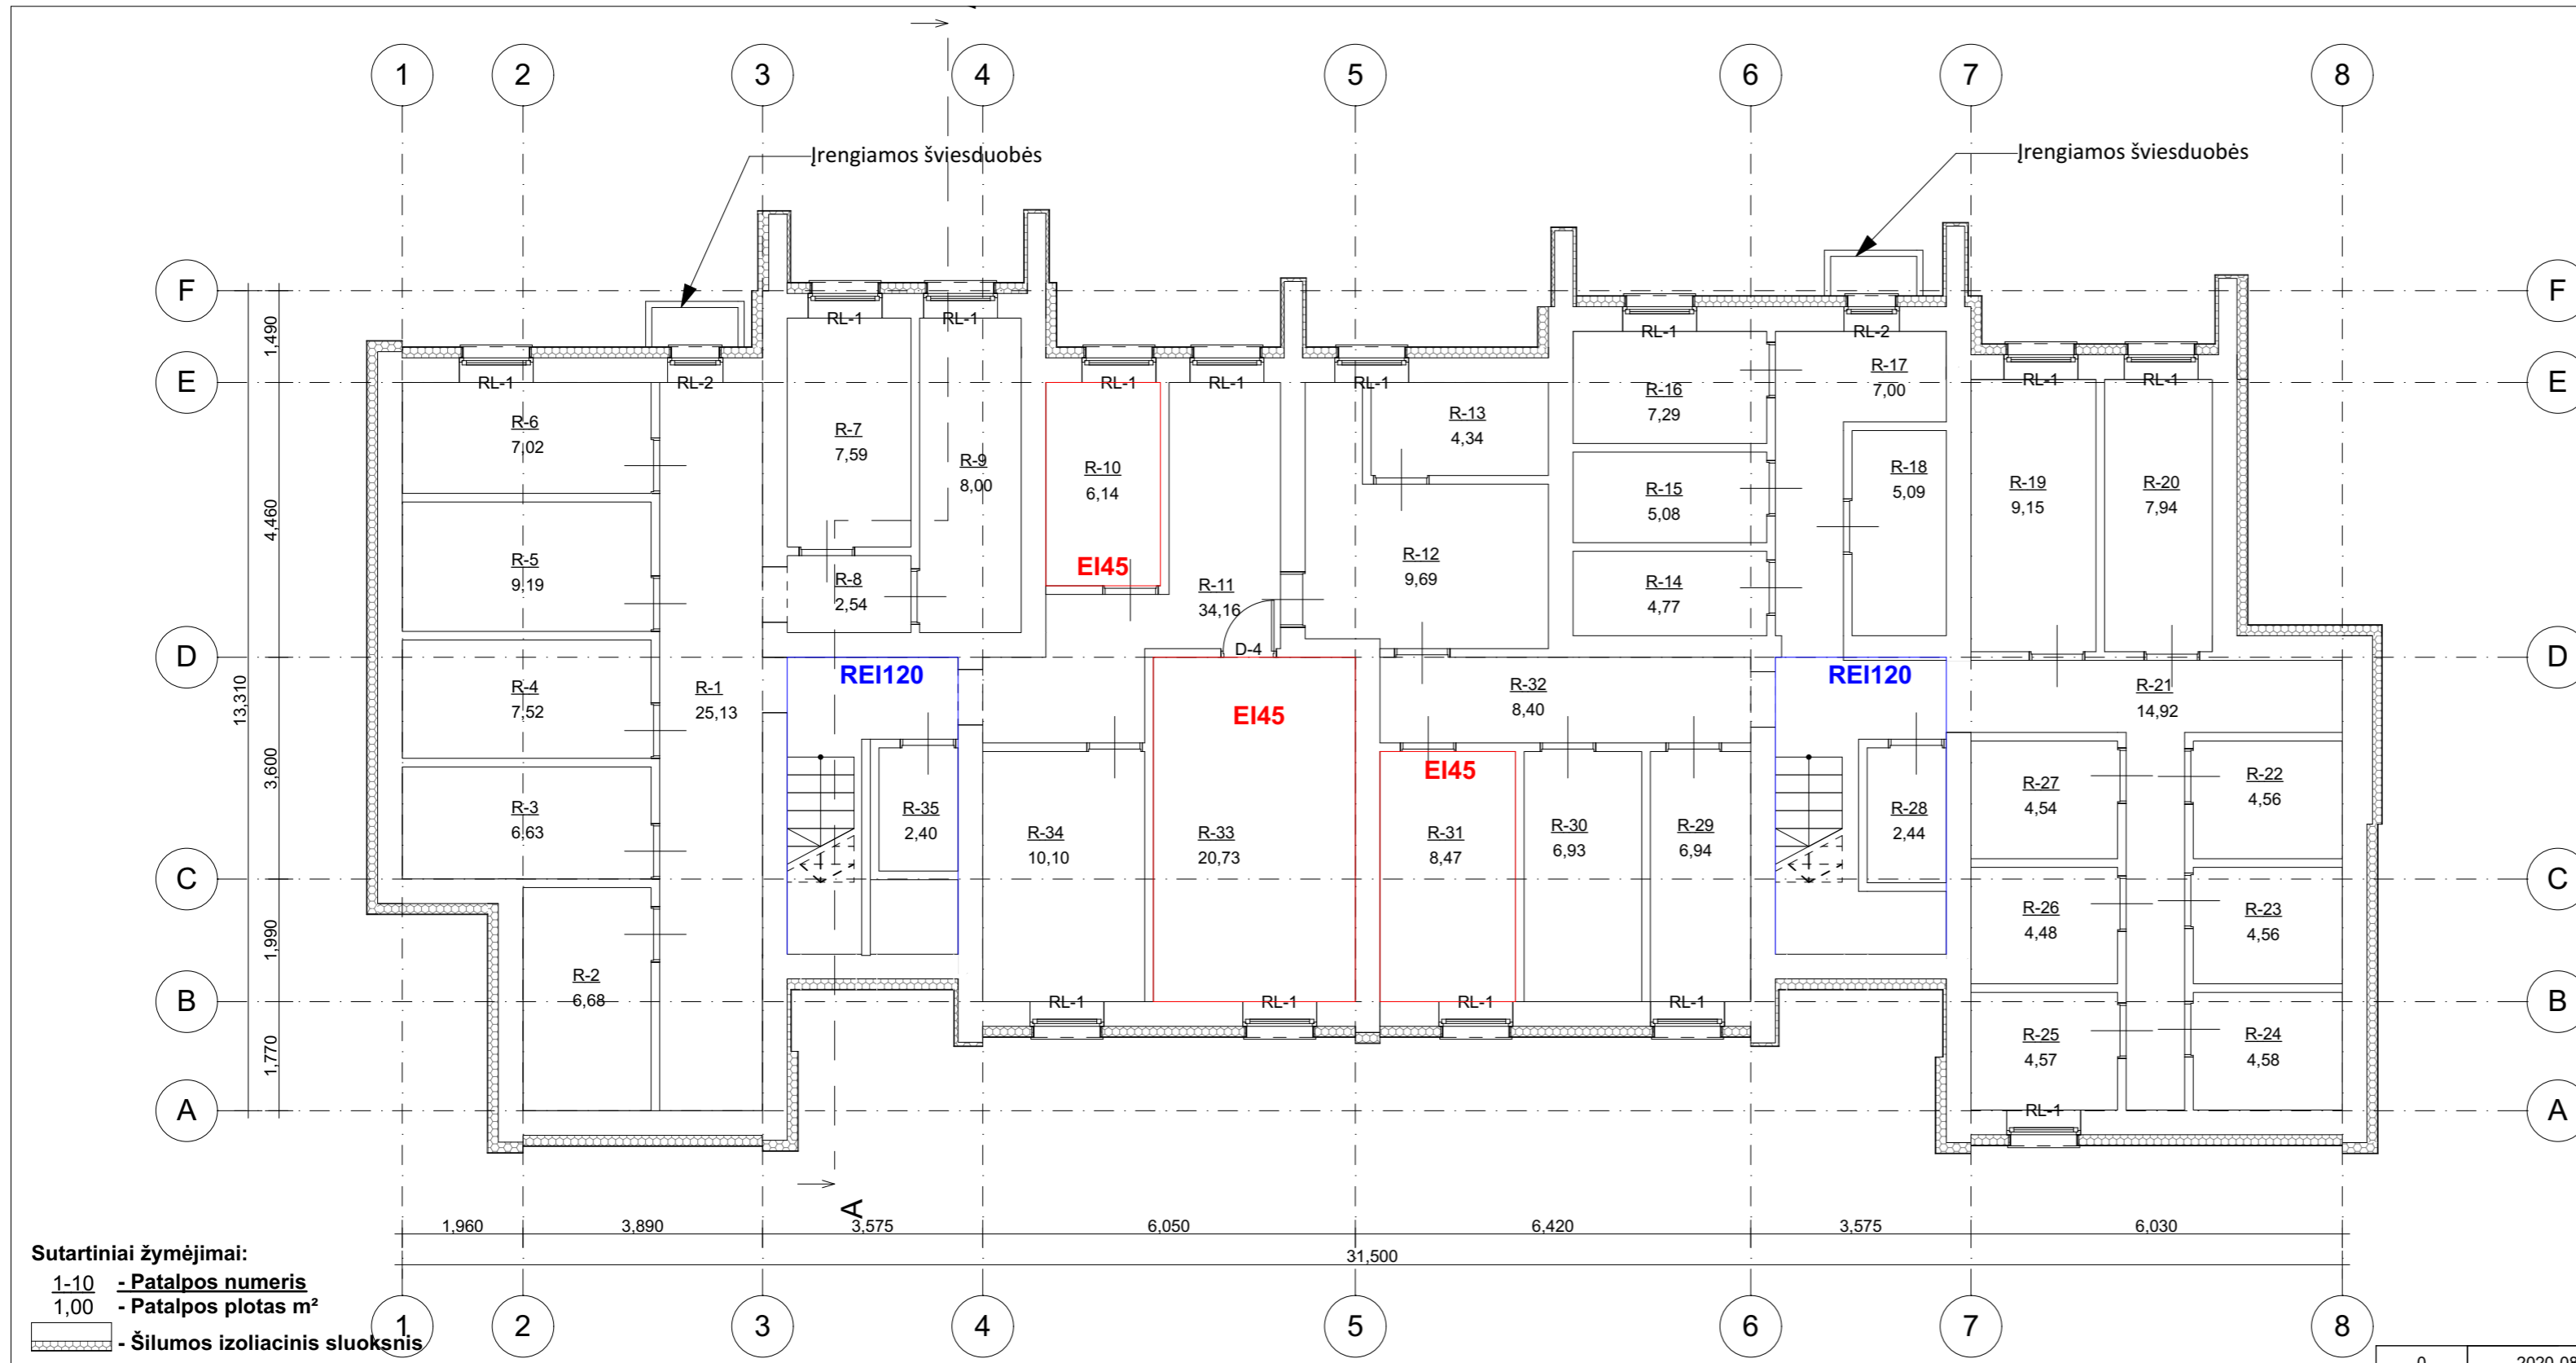 1 2 3 4 5 6 7 8
Įrengiamos šviesduobės
Įrengiamos šviesduobės
F F
E E
D D
C C
B B
A A
1,490
4,460
3,600
1,990
1,770
13,310
RL-1 RL-2 RL-1 RL-1 RL-1 RL-1 RL-1 RL-1 RL-2 RL-1 RL-1
R-6
7,02
R-5
9,19
R-4
7,52
R-3
6,63
R-2
6,68
R-1
25,13
R-7
7,59
R-8
2,54
R-9
8,00
R-10
6,14
EI45
R-11
34,16
D-4
R-12
9,69
R-13
4,34
R-16
7,29
R-15
5,08
R-14
4,77
R-17
7,00
R-18
5,09
R-19
9,15
R-20
7,94
REI120
R-35
2,40
R-34
10,10
EI45
R-33
20,73
R-32
8,40
EI45
R-31
8,47
R-30
6,93
R-29
6,94
REI120
R-28
2,44
R-21
14,92
R-27
4,54
R-22
4,56
R-26
4,48
R-23
4,56
R-25
4,57
R-24
4,58
RL-1 RL-1 RL-1 RL-1
RL-1
A
1,960 3,890 3,575 6,050 6,420 3,575 6,030
31,500
Sutartiniai žymėjimai:
1-10 - Patalpos numeris
1,00 - Patalpos plotas m²
- Šilumos izoliacinis sluoksnis
1 2 3 4 5 6 7 8